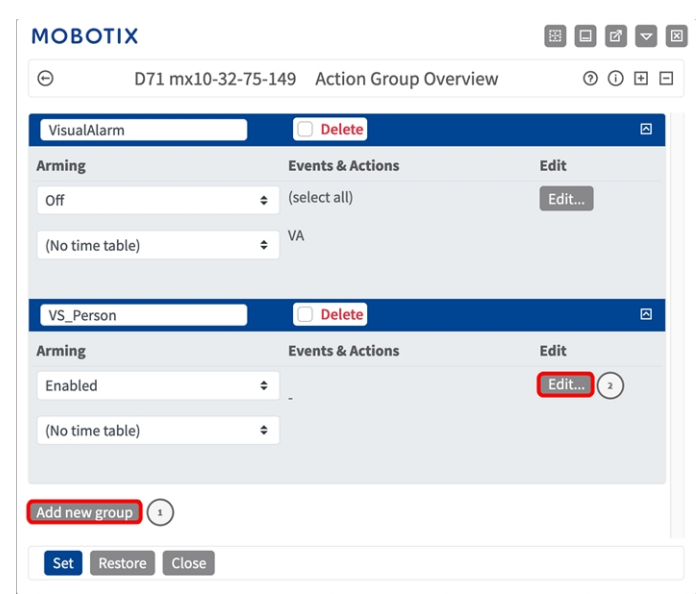 MOBOTIX
D71 mx10-32-75-149 Action Group Overview
VisualAlarm Delete
Arming Events & Actions Edit
Off (select all) Edit...
(No time table) VA
VS_Person Delete
Arming Events & Actions Edit
Enabled - Edit... 2
(No time table)
Add new group 1
Set Restore Close